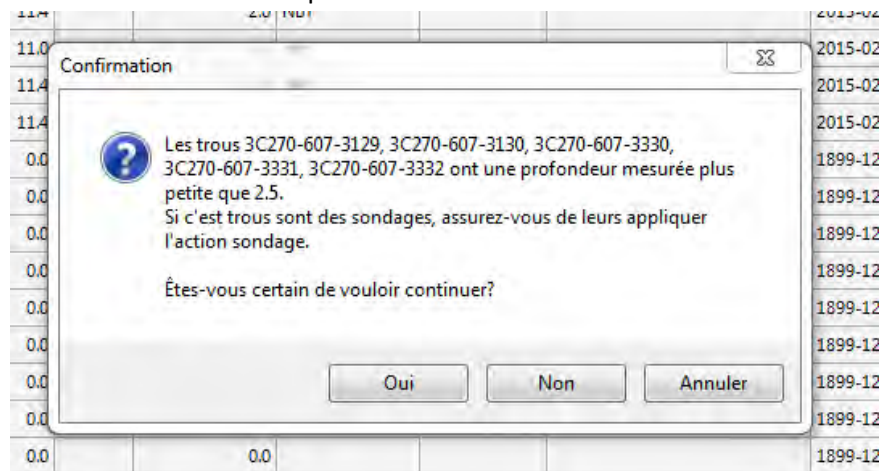 11.4 2.0 NBT 2015-02
11.0 2015-02
Confirmation
11.4 2015-02
11.4 2015-02
Les trous 3C270-607-3129, 3C270-607-3130, 3C270-607-3330,
0.0 1899-12
3C270-607-3331, 3C270-607-3332 ont une profondeur mesurée plus
petite que 2.5.
0.0 1899-12
Si c'est trous sont des sondages, assurez-vous de leurs appliquer
0.0 1899-12
l'action sondage.
0.0 1899-12
Êtes-vous certain de vouloir continuer?
0.0 1899-12
0.0 1899-12
0.0 1899-12
Oui Non Annuler
0.0 1899-12
0.0 0.0 1899-12